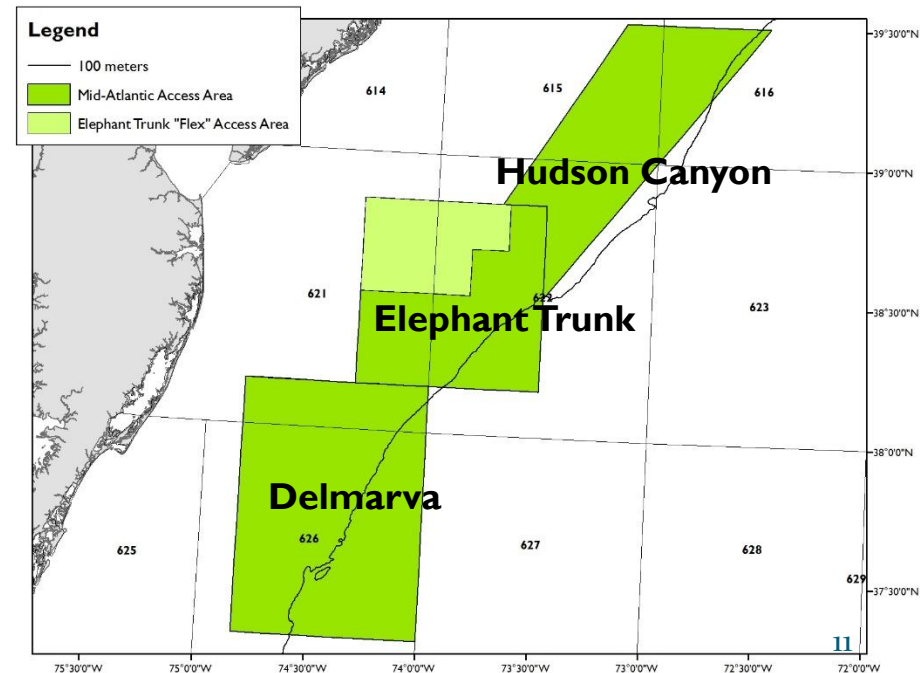 Legend
100 meters
Mid-Atlantic Access Area
Elephant Trunk "Flex" Access Area
614
615
616
Hudson Canyon
621
622
623
Elephant Trunk
Delmarva
625
626
627
628
629
39°30'0"N
39°0'0"N
38°30'0"N
38°0'0"N
37°30'0"N
11
75°30'0"W
75°0'0"W
74°30'0"W
74°0'0"W
73°30'0"W
73°0'0"W
72°30'0"W
72°0'0"W